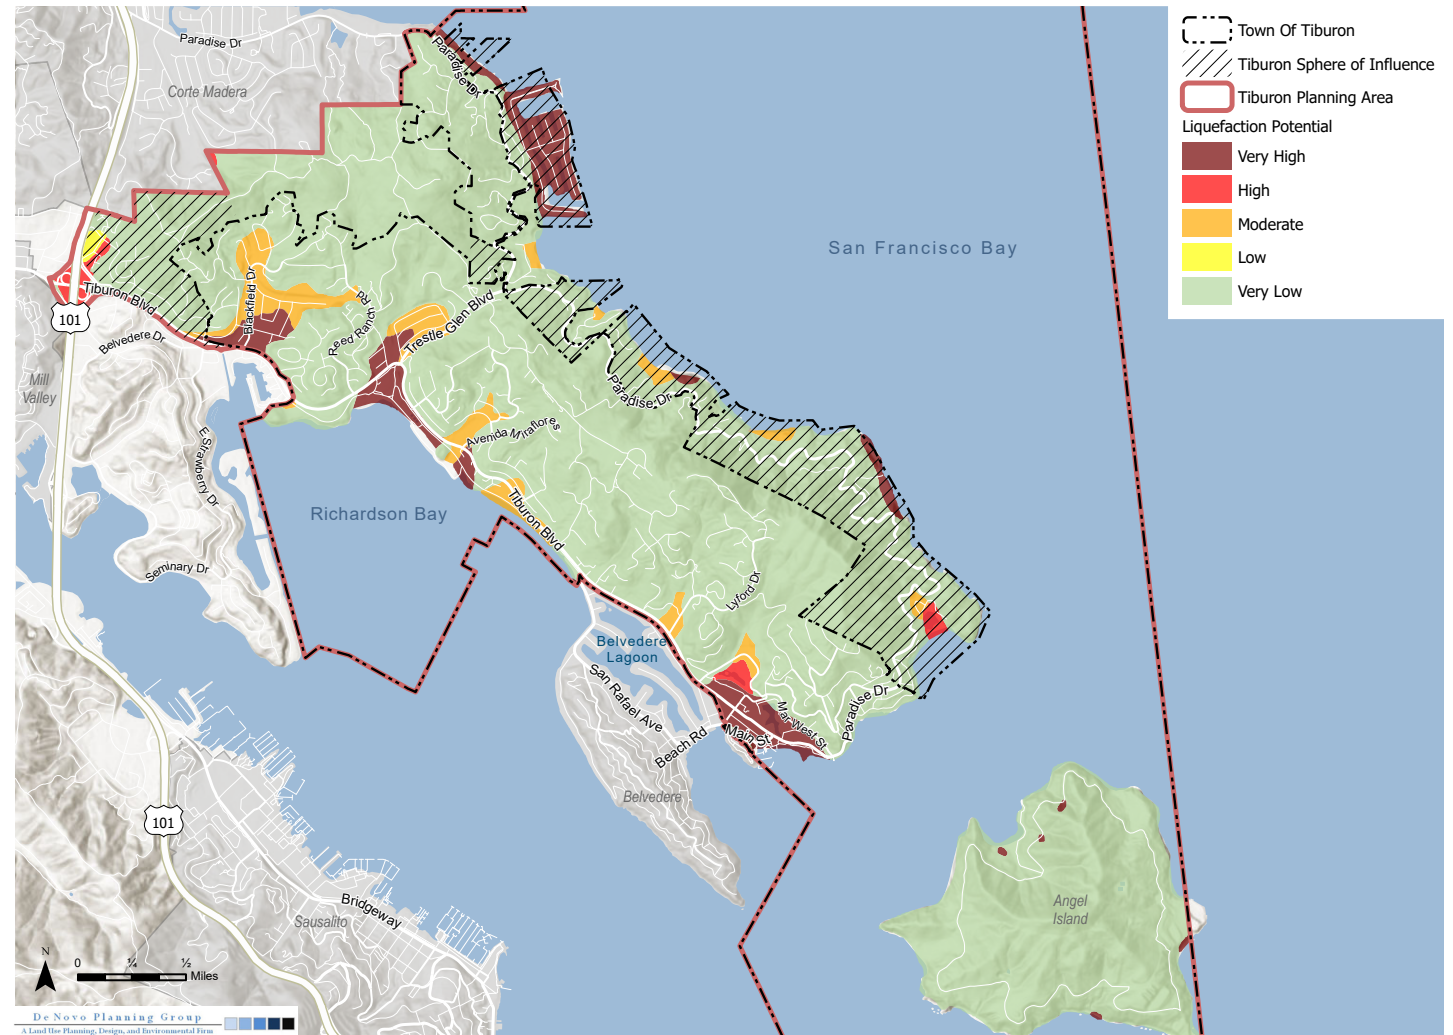 Town Of Tiburon
Tiburon Sphere of Influence
Tiburon Planning Area
Liquefaction Potential
Very High
High
Moderate
Low
Very Low
Paradise Dr
Corte Madera
Paradise Dr
San Francisco Bay
Tiburon Blvd
101
Belvedere Dr
Blackfield Dr
Reed Ranch Rd
Trestle Glen Blvd
Mill
Valley
Paradise Dr
E Strawberry Dr
Avenida Miraflores
Richardson Bay
Tiburon Blvd
Seminary Dr
Lyford Dr
Belvedere
Lagoon
San Rafael Ave
Mar West St
Paradise Dr
Main St
Beach Rd
Belvedere
101
Bridgeway
Sausalito
Angel
Island
N
0 ¼ ½
Miles
De Novo Planning Group
A Land Use Planning, Design, and Environmental Firm